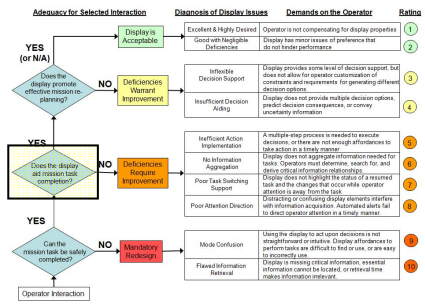 Adequacy for Selected Interaction
Diagnosis of Display Issues
Demands on the Operator
Rating
YES
(or N/A)
Display is
Acceptable
Excellent & Highly Desired
Operator is not compensating for display properties
1
Good with Negligible
Deficiencies
Display has minor issues of preference that
do not hinder performance
2
Does the
display promote
effective mission re-
planning?
NO
Deficiencies
Warrant
Improvement
Inflexible
Decision Support
Display provides some level of decision support, but
does not allow for operator customization of
constraints and requirements for generating
different decision options.
3
Insufficient Decision
Aiding
Display does not provide multiple decision options,
predict decision consequences, or convey
uncertainty information
4
YES
Does the display
aid mission task
completion?
NO
Deficiencies
Require
Improvement
Inefficient Action
Implementation
A multiple-step process is needed to execute
decisions, or there are not enough affordances to
take action in a timely manner
5
No Information
Aggregation
Display does not aggregate information needed for
tasks. Operators must determine, search for, and
derive critical information relationships.
6
Poor Task Switching
Support
Display does not highlight the status of a resumed
task and the changes that occur while operator
attention is away from the task
7
Poor Attention Direction
Distracting or confusing display elements interfere
with information acquisition. Automated alerts fail
to direct operator attention in a timely manner.
8
YES
Can the
mission task be safely
completed?
NO
Mandatory
Redesign
Mode Confusion
Using the display to act upon decisions is not
straightforward or intuitive. Display affordances to
perform tasks are difficult to find or use, or are easy
to incorrectly use.
9
Flawed Information
Retrieval
Display is missing critical information, essential
information cannot be located, or retrieval time
makes information irrelevant.
10
Operator Interaction